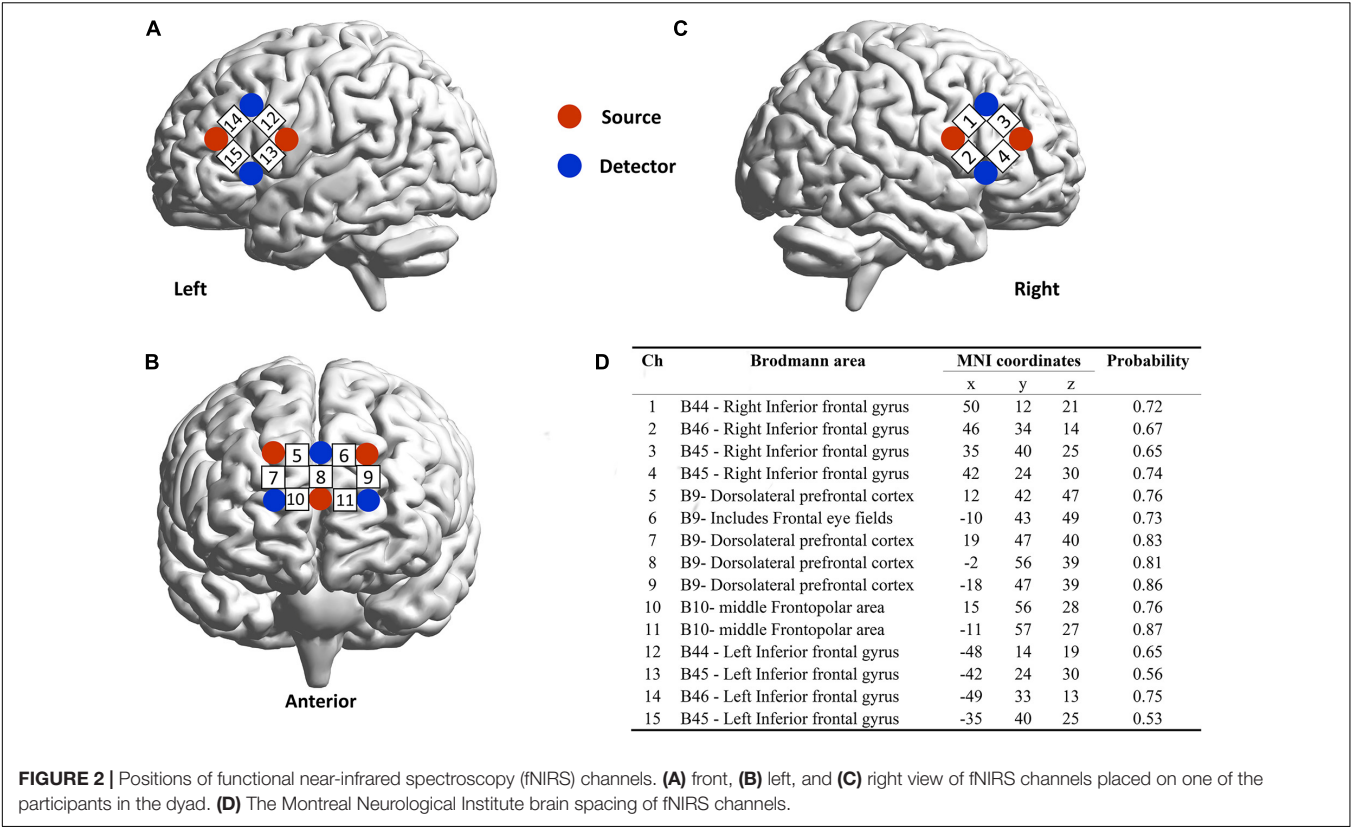 A
C
14
12
15
13
Left
Source
Detector
1
3
2
4
Right
B
5
6
7
8
9
10
11
Anterior
D
Ch Brodmann area MNI coordinates Probability
x y z
1 B44 - Right Inferior frontal gyrus 50 12 21 0.72
2 B46 - Right Inferior frontal gyrus 46 34 14 0.67
3 B45 - Right Inferior frontal gyrus 35 40 25 0.65
4 B45 - Right Inferior frontal gyrus 42 24 30 0.74
5 B9- Dorsolateral prefrontal cortex 12 42 47 0.76
6 B9- Includes Frontal eye fields -10 43 49 0.73
7 B9- Dorsolateral prefrontal cortex 19 47 40 0.83
8 B9- Dorsolateral prefrontal cortex -2 56 39 0.81
9 B9- Dorsolateral prefrontal cortex -18 47 39 0.86
10 B10- middle Frontopolar area 15 56 28 0.76
11 B10- middle Frontopolar area -11 57 27 0.87
12 B44 - Left Inferior frontal gyrus -48 14 19 0.65
13 B45 - Left Inferior frontal gyrus -42 24 30 0.56
14 B46 - Left Inferior frontal gyrus -49 33 13 0.75
15 B45 - Left Inferior frontal gyrus -35 40 25 0.53
FIGURE 2 | Positions of functional near-infrared spectroscopy (fNIRS) channels. (A) front, (B) left, and (C) right view of fNIRS channels placed on one of the
participants in the dyad. (D) The Montreal Neurological Institute brain spacing of fNIRS channels.